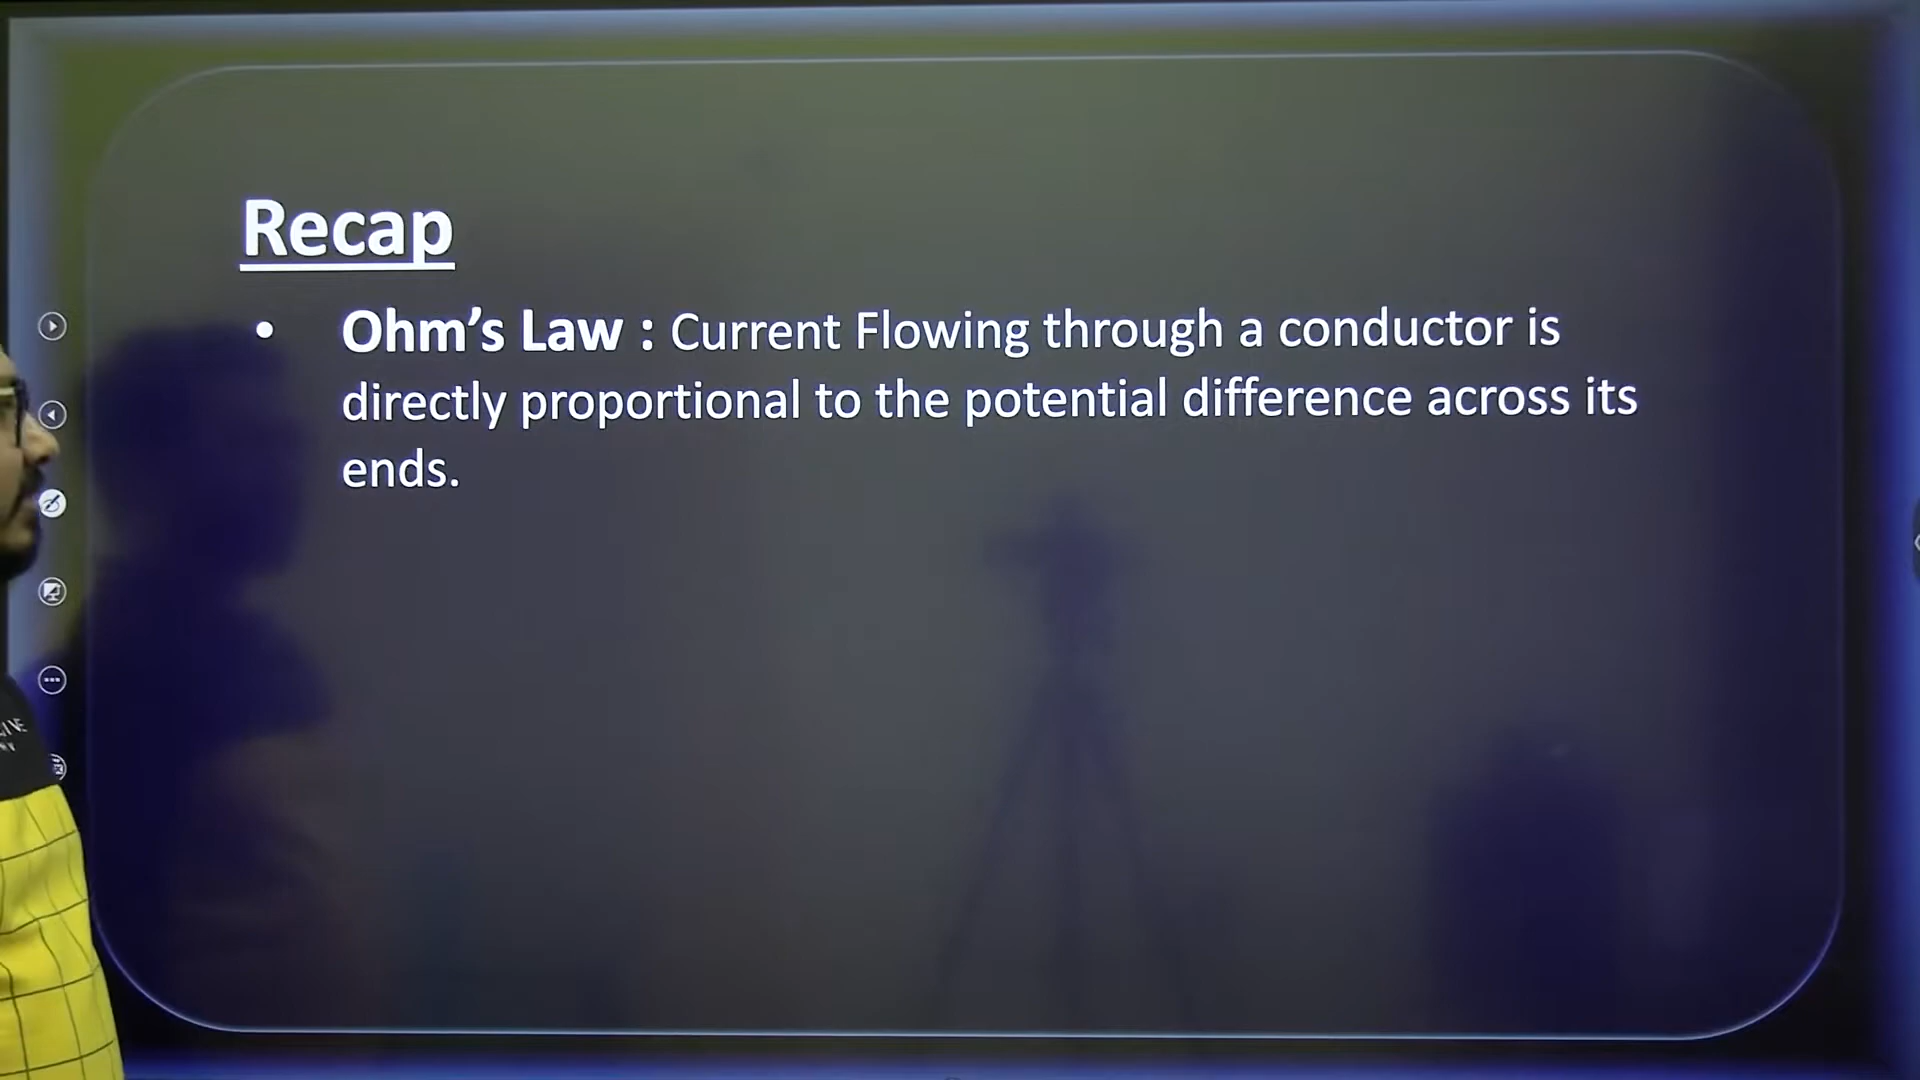 Recap
• Ohm's Law : Current Flowing through a conductor is
directly proportional to the potential difference across its
ends.